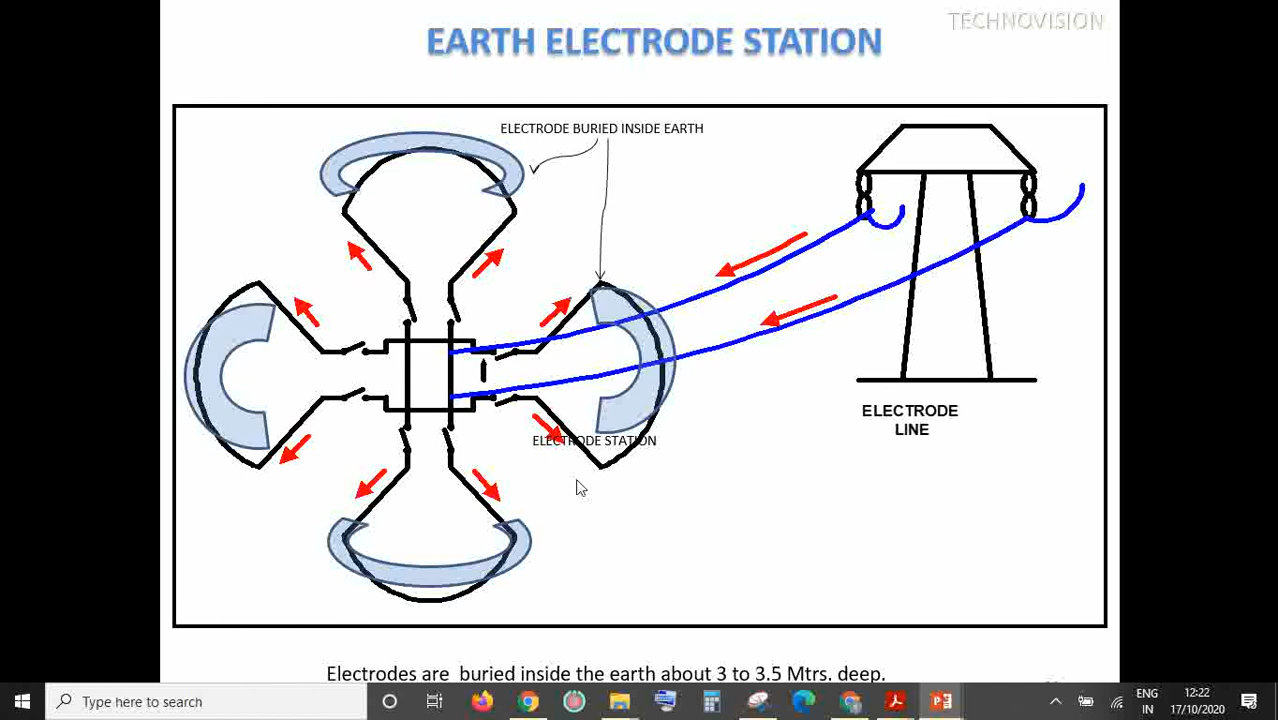 TECHNOVISION
EARTH ELECTRODE STATION
ELECTRODE BURIED INSIDE EARTH
ELECTRODE
LINE
ELECTRODE STATION
Electrodes are buried inside the earth about 3 to 3.5 Mtrs. deep.
Type here to search
ENG
IN
12:22
17/10/2020